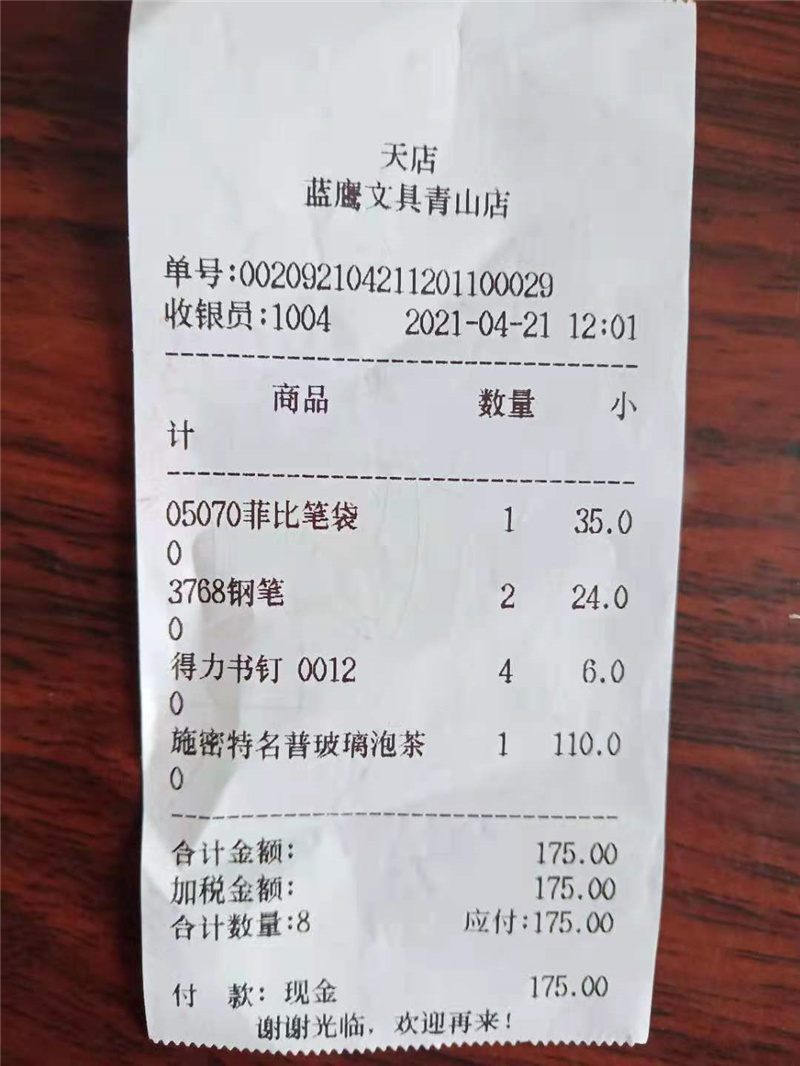 天店
蓝鹰文具青山店
单号:002092104211201100029
收银员:1004 2021-04-21 12:01
商品 数量 小
计
05070菲比笔袋 1 35.0
0
3768钢笔 2 24.0
0
得力书钉 0012 4 6.0
0
施密特名普玻璃泡茶 1 110.0
0
合计金额: 175.00
加税金额: 175.00
合计数量:8 应付:175.00
付 款: 现金 175.00
谢谢光临, 欢迎再来!